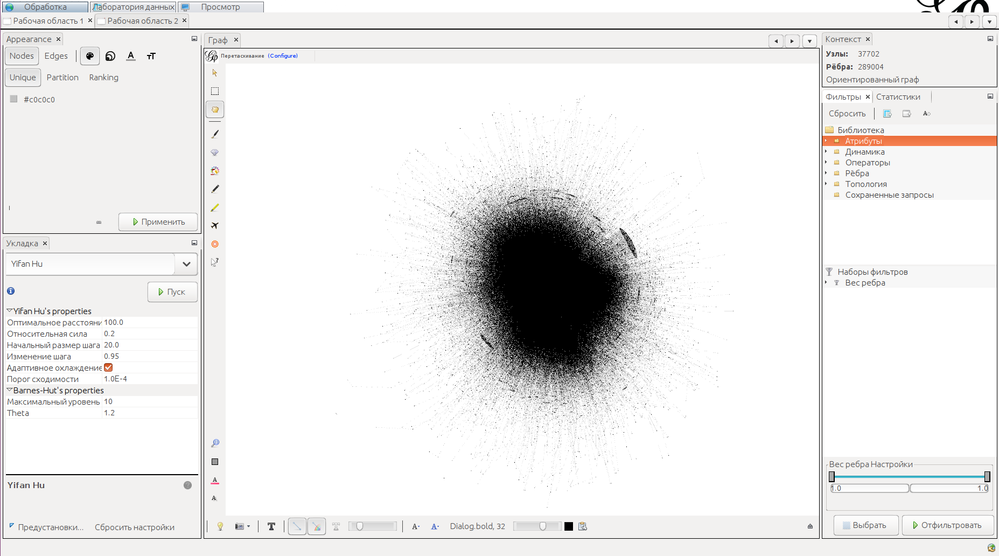 Обработка
Лаборатория данных
Просмотр
Рабочая область 1
Рабочая область 2
Appearance
Nodes
Edges
Unique
Partition
Ranking
#c0c0c0
Применить
Укладка
Yifan Hu
Пуск
Yifan Hu's properties
Оптимальное расстояни 100.0
Относительная сила 0.2
Начальный размер шага 20.0
Изменение шага 0.95
Адаптивное охлаждение
Порог сходимости 1.0E-4
Barnes-Hut's properties
Максимальный уровень 10
Theta 1.2
Yifan Hu
Предустановки...
Сбросить настройки
Граф
Перетаскивание (Configure)
Dialog.bold, 32
Контекст
Узлы: 37702
Рёбра: 289004
Ориентированный граф
Фильтры
Статистики
Сбросить
Библиотека
Атрибуты
Динамика
Операторы
Рёбра
Топология
Сохраненные запросы
Наборы фильтров
Вес ребра
Вес ребра Настройки
1.0 1.0
Выбрать
Отфильтровать